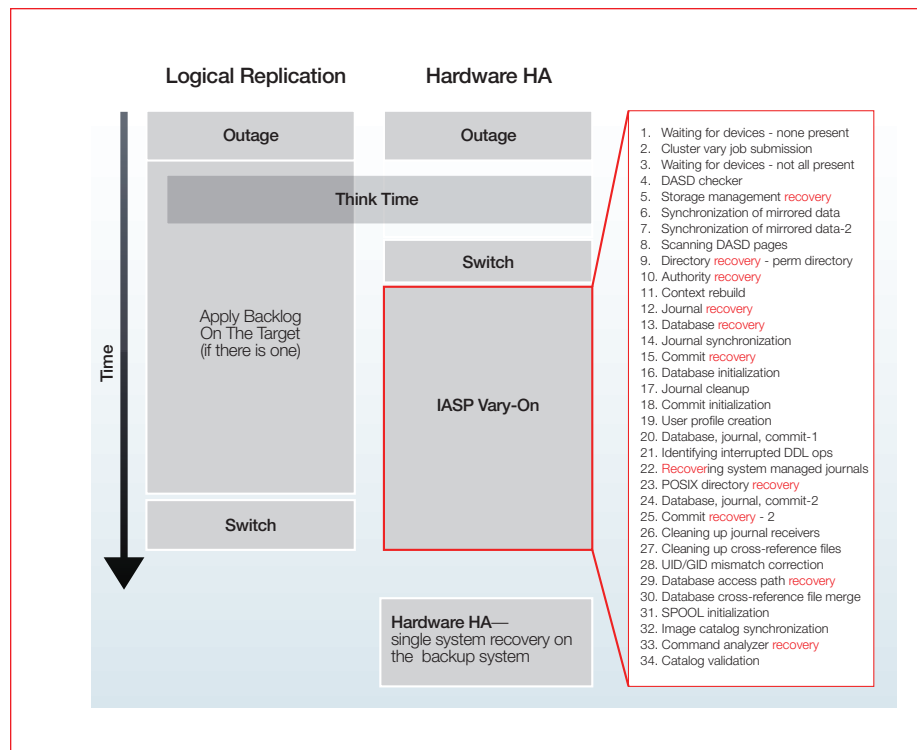 Logical Replication
Hardware HA
Outage
Outage
Think Time
Switch
Apply Backlog
On The Target
(if there is one)
IASP Vary-On
Switch
Time
Hardware HA—
single system recovery on
the backup system
1. Waiting for devices - none present
2. Cluster vary job submission
3. Waiting for devices - not all present
4. DASD checker
5. Storage management recovery
6. Synchronization of mirrored data
7. Synchronization of mirrored data-2
8. Scanning DASD pages
9. Directory recovery - perm directory
10. Authority recovery
11. Context rebuild
12. Journal recovery
13. Database recovery
14. Journal synchronization
15. Commit recovery
16. Database initialization
17. Journal cleanup
18. Commit initialization
19. User profile creation
20. Database, journal, commit-1
21. Identifying interrupted DDL ops
22. Recovering system managed journals
23. POSIX directory recovery
24. Database, journal, commit-2
25. Commit recovery - 2
26. Cleaning up journal receivers
27. Cleaning up cross-reference files
28. UID/GID mismatch correction
29. Database access path recovery
30. Database cross-reference file merge
31. SPOOL initialization
32. Image catalog synchronization
33. Command analyzer recovery
34. Catalog validation